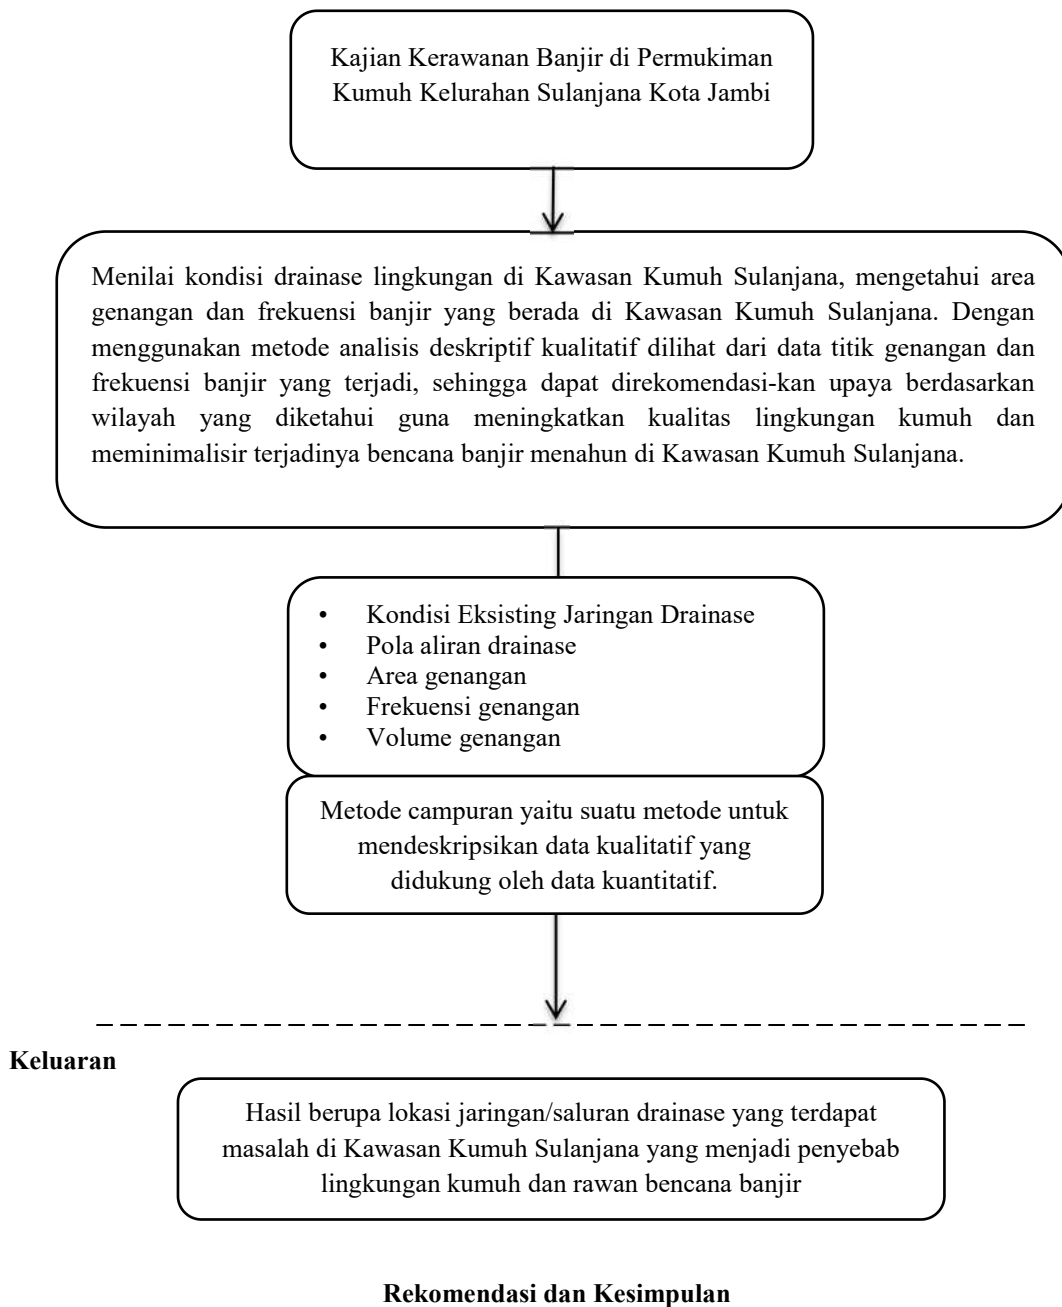 Kajian Kerawanan Banjir di Permukiman
Kumuh Kelurahan Sulanjana Kota Jambi
Menilai kondisi drainase lingkungan di Kawasan Kumuh Sulanjana, mengetahui area
genangan dan frekuensi banjir yang berada di Kawasan Kumuh Sulanjana. Dengan
menggunakan metode analisis deskriptif kualitatif dilihat dari data titik genangan dan
frekuensi banjir yang terjadi, sehingga dapat direkomendasi-kan upaya berdasarkan
wilayah yang diketahui guna meningkatkan kualitas lingkungan kumuh dan
meminimalisir terjadinya bencana banjir menahun di Kawasan Kumuh Sulanjana.
• Kondisi Eksisting Jaringan Drainase
• Pola aliran drainase
• Area genangan
• Frekuensi genangan
• Volume genangan
Metode campuran yaitu suatu metode untuk
mendeskripsikan data kualitatif yang
didukung oleh data kuantitatif.
Keluaran
Hasil berupa lokasi jaringan/saluran drainase yang terdapat
masalah di Kawasan Kumuh Sulanjana yang menjadi penyebab
lingkungan kumuh dan rawan bencana banjir
Rekomendasi dan Kesimpulan